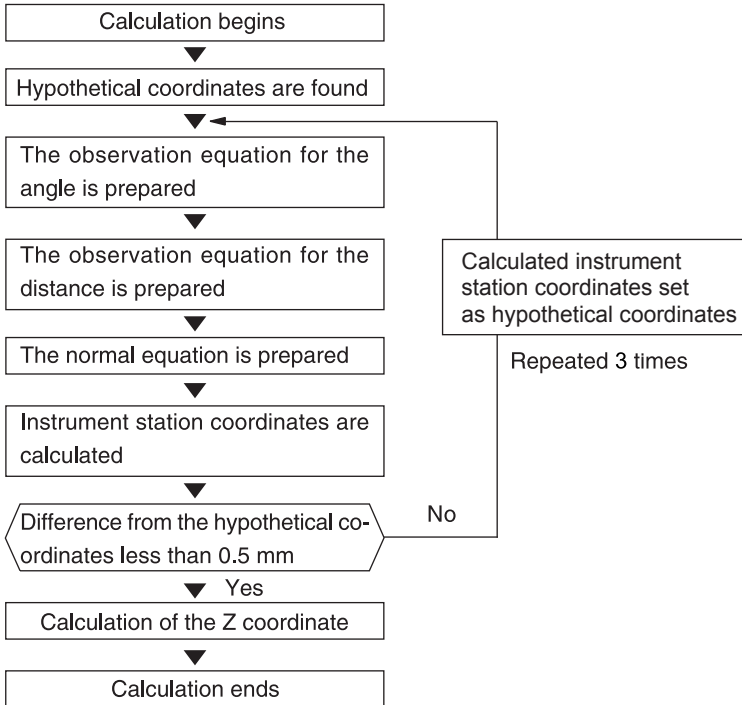 Calculation begins
Hypothetical coordinates are found
The observation equation for the
angle is prepared
The observation equation for the
distance is prepared
The normal equation is prepared
Instrument station coordinates are
calculated
Difference from the hypothetical co-
ordinates less than 0.5 mm
No
Calculated instrument
station coordinates set
as hypothetical coordinates
Repeated 3 times
Yes
Calculation of the Z coordinate
Calculation ends